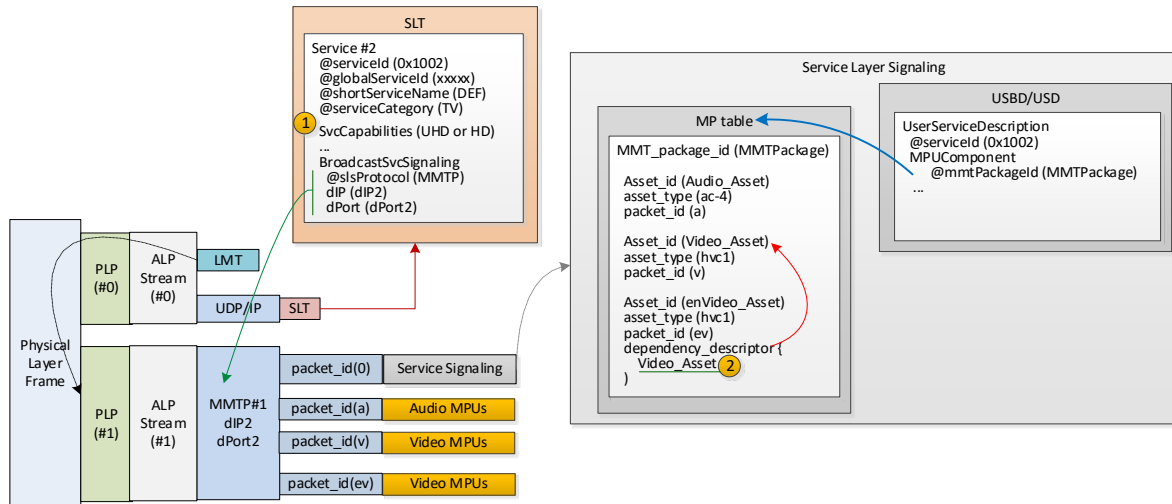 SLT
Service #2
@serviceId (0x1002)
@globalServiceId (xxxxx)
@shortServiceName (DEF)
@serviceCategory (TV)
1
SvcCapabilities (UHD or HD)
...
BroadcastSvcSignaling
@slsProtocol (MMTP)
dIP (dIP2)
dPort (dPort2)
Service Layer Signaling
MP table
MMT_package_id (MMTPackage)
Asset_id (Audio_Asset)
asset_type (ac-4)
packet_id (a)
Asset_id (Video_Asset)
asset_type (hvc1)
packet_id (v)
Asset_id (enVideo_Asset)
asset_type (hvc1)
packet_id (ev)
dependency_descriptor {
Video_Asset
2
)
USBD/USD
UserServiceDescription
@serviceId (0x1002)
MPUComponent
@mmtPackageId (MMTPackage)
...
Physical
Layer
Frame
PLP
(#0)
ALP
Stream
(#0)
LMT
UDP/IP
SLT
PLP
(#1)
ALP
Stream
(#1)
MMTP#1
dIP2
dPort2
packet_id(0)
Service Signaling
packet_id(a)
Audio MPUs
packet_id(v)
Video MPUs
packet_id(ev)
Video MPUs